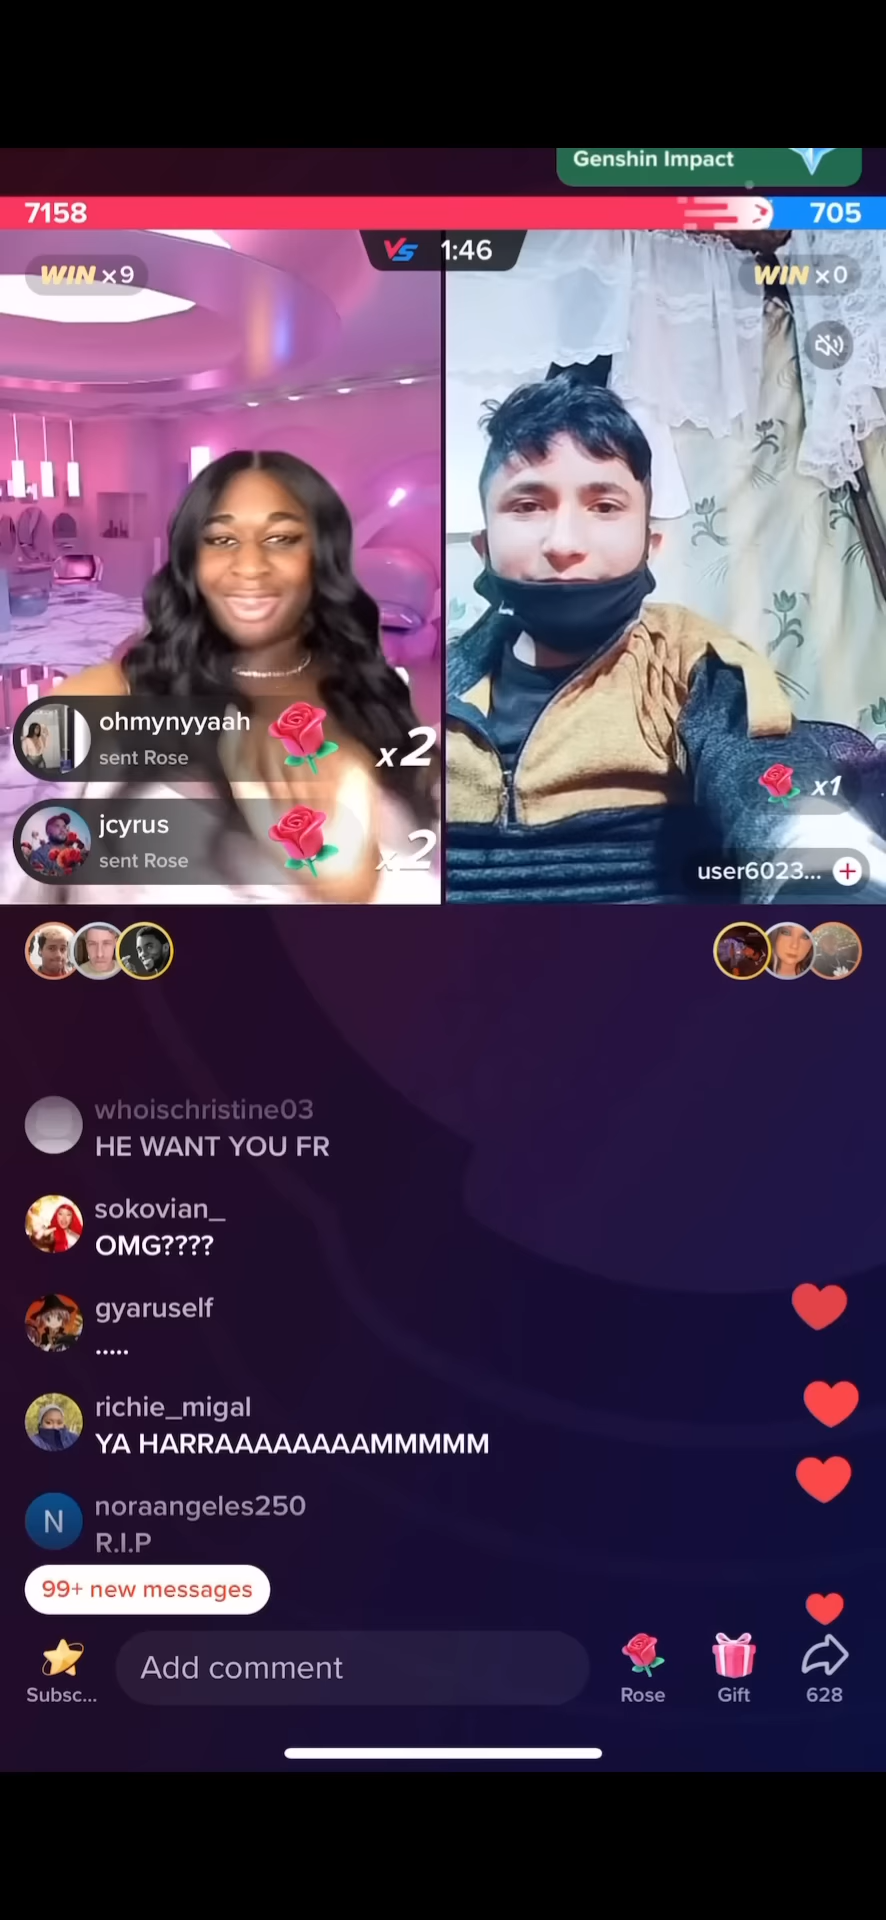 Genshin Impact
7158
705
VS 1:46
WIN x9
WIN x0
ohmynyyaah
sent Rose
x2
jcyrus
sent Rose
x2
x1
user6023...
whoischristine03
HE WANT YOU FR
sokovian_
OMG????
gyaruself
.....
richie_migal
YA HARRAAAAAAAAMMMMM
N
noraangeles250
R.I.P
99+ new messages
Subsc...
Add comment
Rose
Gift
628